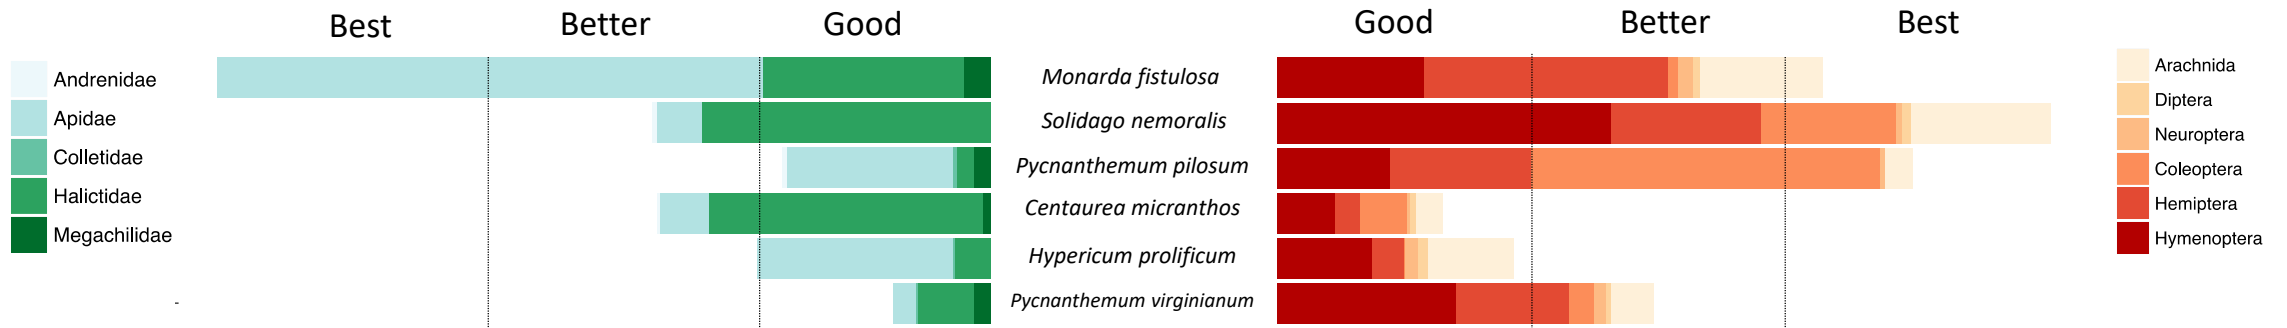 Best Better Good Good Better Best
Andrenidae
Apidae
Colletidae
Halictidae
Megachilidae
-
Monarda fistulosa
Solidago nemoralis
Pycnanthemum pilosum
Centaurea micranthos
Hypericum prolificum
Pycnanthemum virginianum
Arachnida
Diptera
Neuroptera
Coleoptera
Hemiptera
Hymenoptera